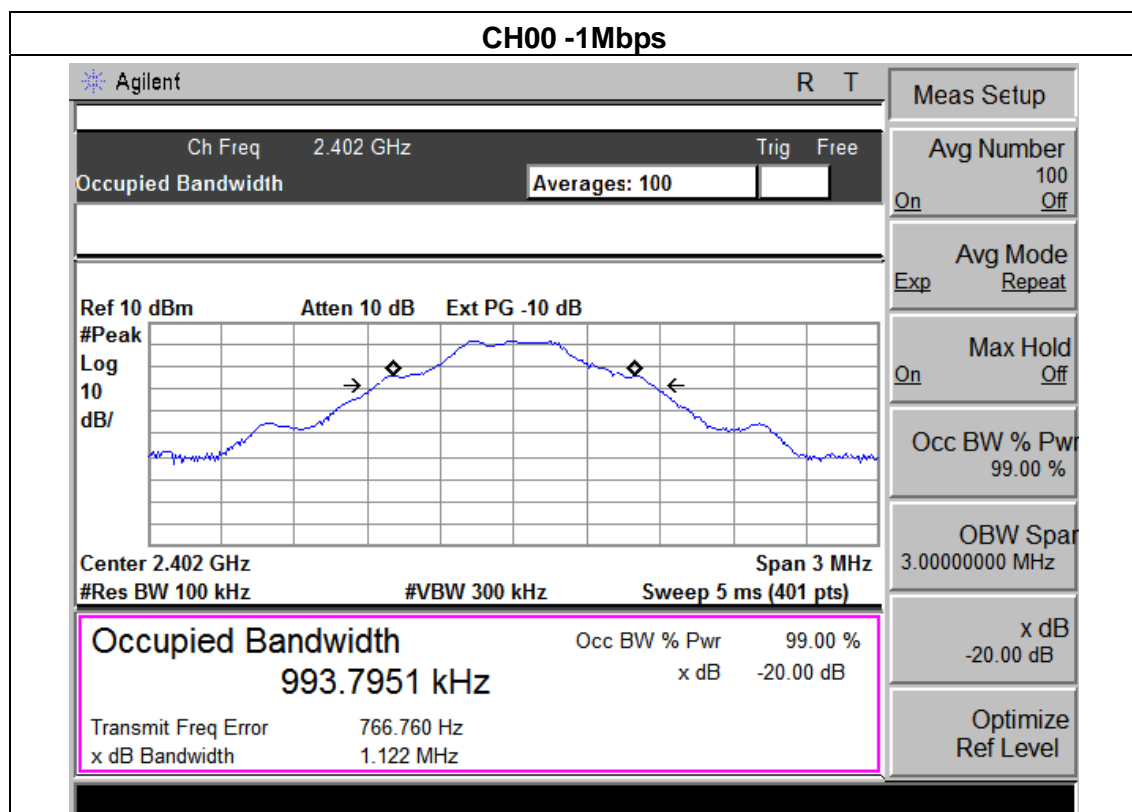 CH00 -1Mbps
Agilent R T
Ch Freq 2.402 GHz Trig Free
Occupied Bandwidth Averages: 100
Ref 10 dBm Atten 10 dB Ext PG -10 dB
#Peak
Log
10
dB/
Center 2.402 GHz Span 3 MHz
#Res BW 100 kHz #VBW 300 kHz Sweep 5 ms (401 pts)
Occupied Bandwidth Occ BW % Pwr 99.00 %
993.7951 kHz x dB -20.00 dB
Transmit Freq Error 766.760 Hz
x dB Bandwidth 1.122 MHz
Meas Setup
Avg Number
100
On Off
Avg Mode
Exp Repeat
Max Hold
On Off
Occ BW % Pwr
99.00 %
OBW Span
3.00000000 MHz
x dB
-20.00 dB
Optimize
Ref Level